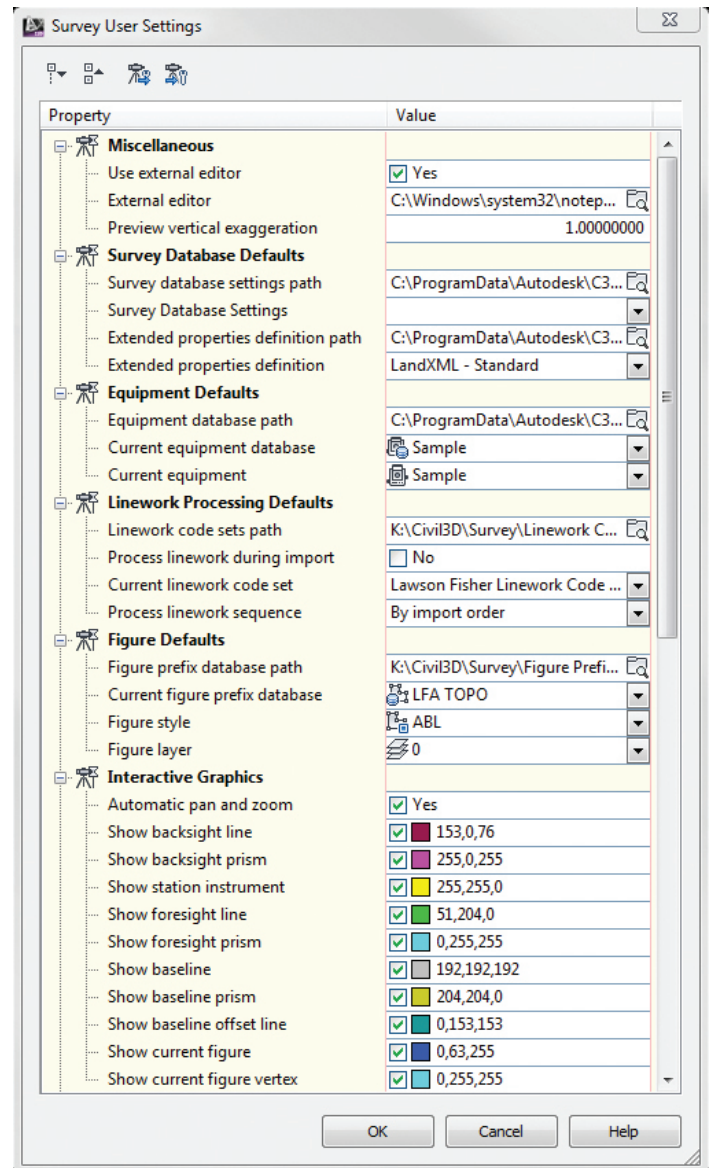 Survey User Settings
Property Value
Miscellaneous
Use external editor Yes
External editor C:\Windows\system32\notep...
Preview vertical exaggeration 1.00000000
Survey Database Defaults
Survey database settings path C:\ProgramData\Autodesk\C3...
Survey Database Settings
Extended properties definition path C:\ProgramData\Autodesk\C3...
Extended properties definition LandXML - Standard
Equipment Defaults
Equipment database path C:\ProgramData\Autodesk\C3...
Current equipment database Sample
Current equipment Sample
Linework Processing Defaults
Linework code sets path K:\Civil3D\Survey\Linework C...
Process linework during import No
Current linework code set Lawson Fisher Linework Code ...
Process linework sequence By import order
Figure Defaults
Figure prefix database path K:\Civil3D\Survey\Figure Prefi...
Current figure prefix database LFA TOPO
Figure style ABL
Figure layer 0
Interactive Graphics
Automatic pan and zoom Yes
Show backsight line 153,0,76
Show backsight prism 255,0,255
Show station instrument 255,255,0
Show foresight line 51,204,0
Show foresight prism 0,255,255
Show baseline 192,192,192
Show baseline prism 204,204,0
Show baseline offset line 0,153,153
Show current figure 0,63,255
Show current figure vertex 0,255,255
OK Cancel Help